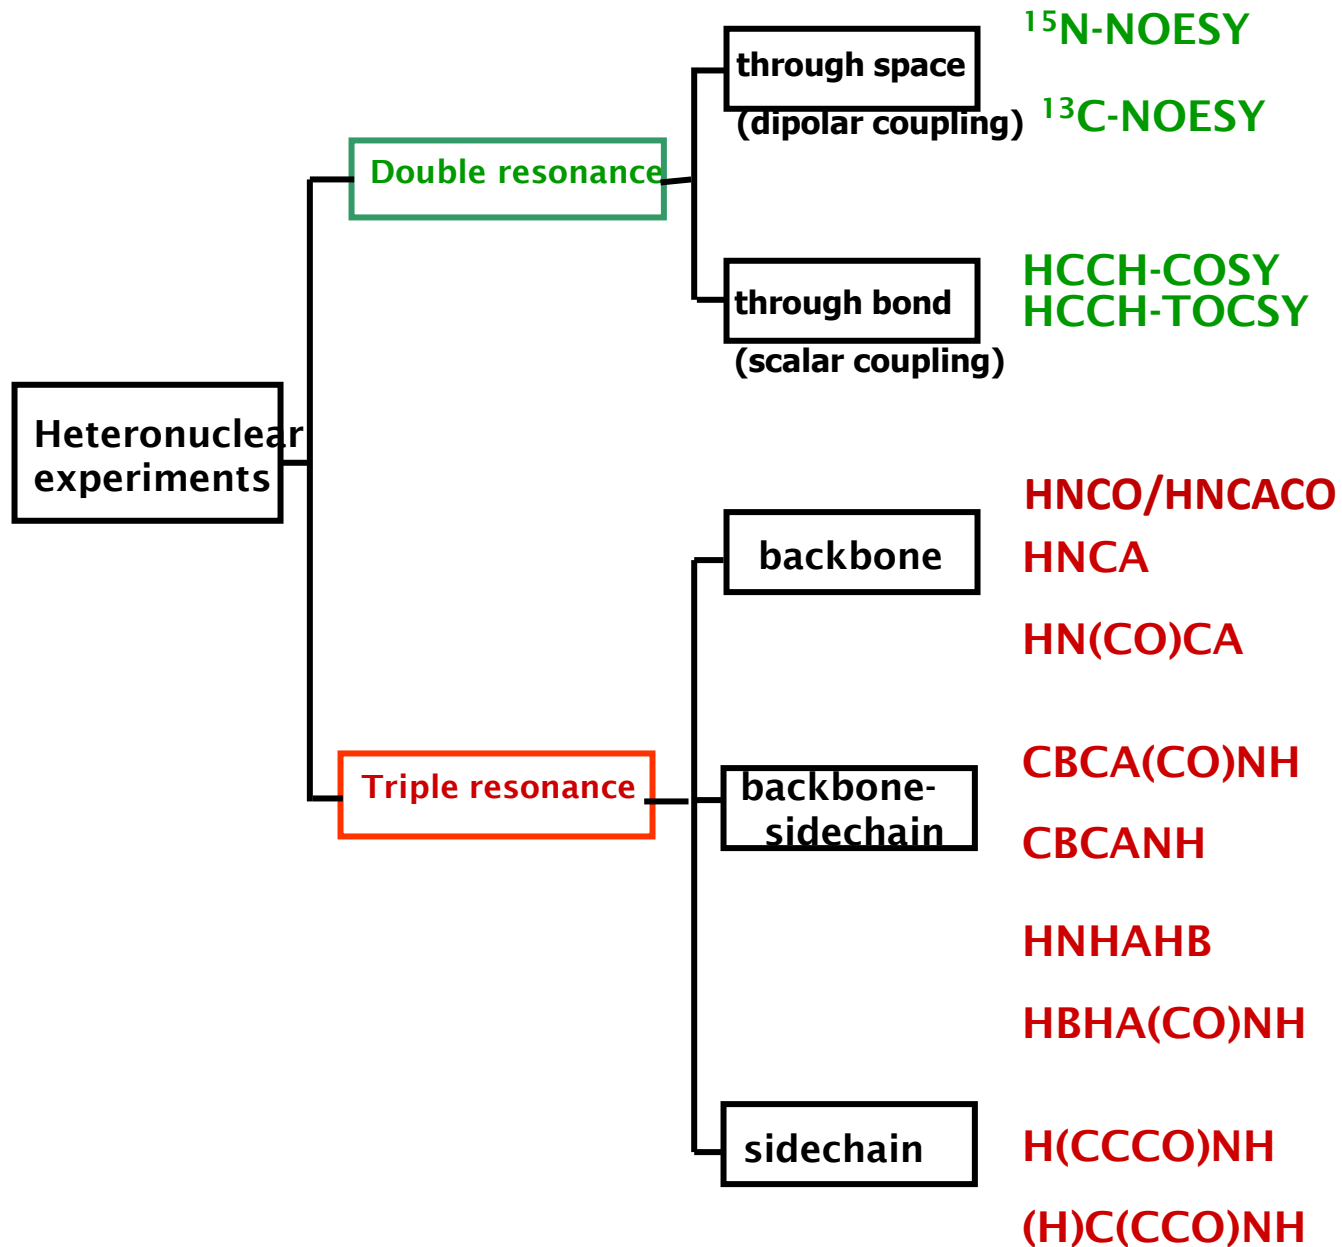 Heteronuclear
experiments
Double resonance
through space
(dipolar coupling)
¹⁵N-NOESY
¹³C-NOESY
through bond
(scalar coupling)
HCCH-COSY
HCCH-TOCSY
Triple resonance
backbone
HNCO/HNCACO
HNCA
HN(CO)CA
backbone-
sidechain
CBCA(CO)NH
CBCANH
HNHAHB
HBHA(CO)NH
sidechain
H(CCCO)NH
(H)C(CCO)NH